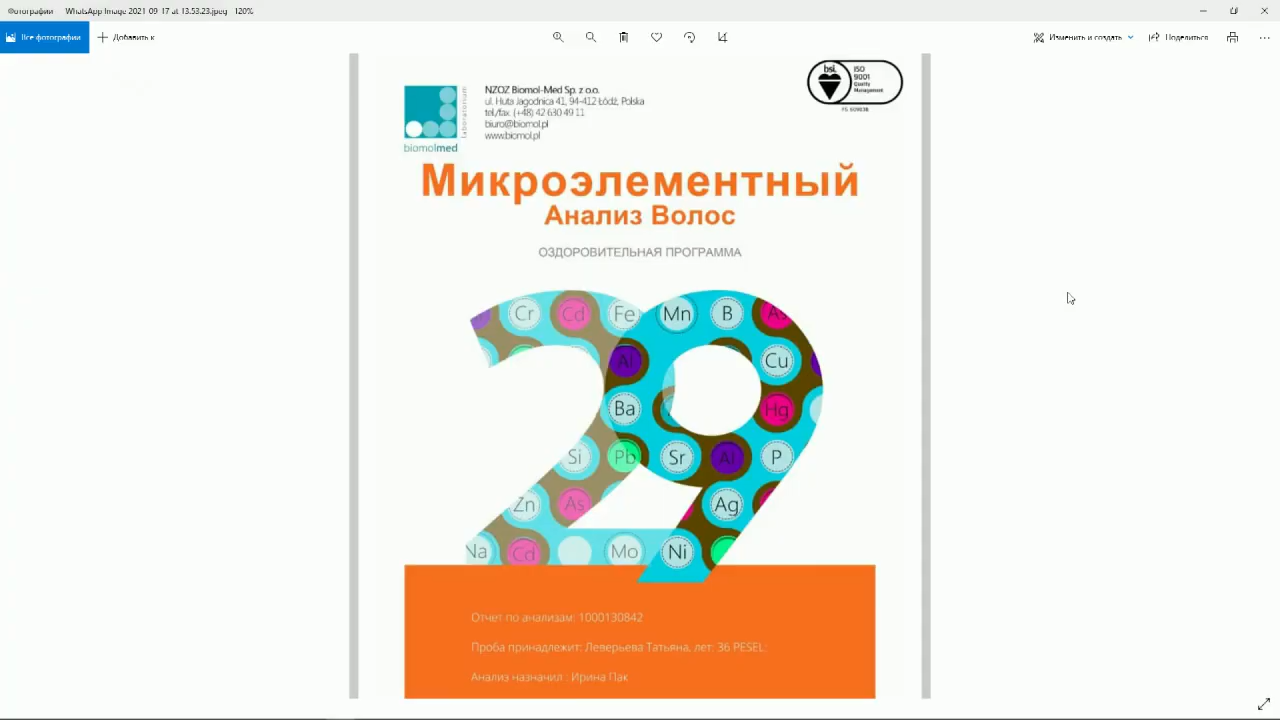 Фотографии - WhatsApp Image 2021-09-17 at 13.53.23.jpeg - 120%
Все фотографии
Добавить к
Изменить и создать
Поделиться
NZOZ Biomol-Med Sp. z o.o.
ul. Huta Jagodnica 41, 94-412 Łódź, Polska
tel./fax: (+48) 42 630 49 11
biuro@biomol.pl
www.biomol.pl
laboratorium
biomolmed
bsi.
ISO
9001
Quality
Management
Микроэлементный
Анализ Волос
ОЗДОРОВИТЕЛЬНАЯ ПРОГРАММА
Cr Cd Fe Mn B As
Al Cu
Ba Hg
Si Pb Sr Al P
Zn As Ag
Na Cd Mo Ni
Отчет по анализам: 1000130842
Проба принадлежит: Леверьева Татьяна, лет: 36 PESEL:
Анализ назначил : Ирина Пак